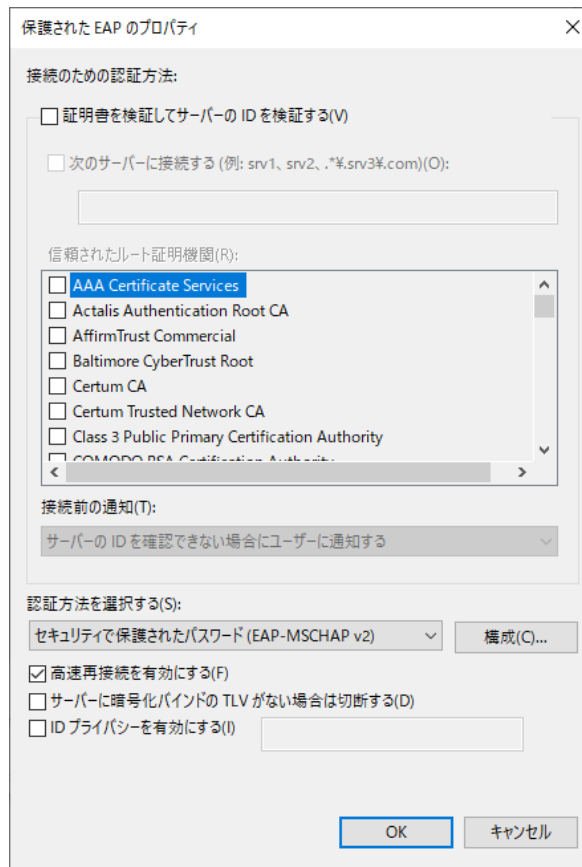 保護された EAP のプロパティ
接続のための認証方法:
証明書を検証してサーバーの ID を検証する(V)
次のサーバーに接続する (例: srv1、srv2、.*¥.srv3¥.com)(O):
信頼されたルート証明機関(R):
AAA Certificate Services
Actalis Authentication Root CA
AffirmTrust Commercial
Baltimore CyberTrust Root
Certum CA
Certum Trusted Network CA
Class 3 Public Primary Certification Authority
COMODO RSA Certification Authority
接続前の通知(T):
サーバーの ID を確認できない場合にユーザーに通知する
認証方法を選択する(S):
セキュリティで保護されたパスワード (EAP-MSCHAP v2)
構成(C)...
高速再接続を有効にする(F)
サーバーに暗号化バインドの TLV がない場合は切断する(D)
ID プライバシーを有効にする(I)
OK
キャンセル